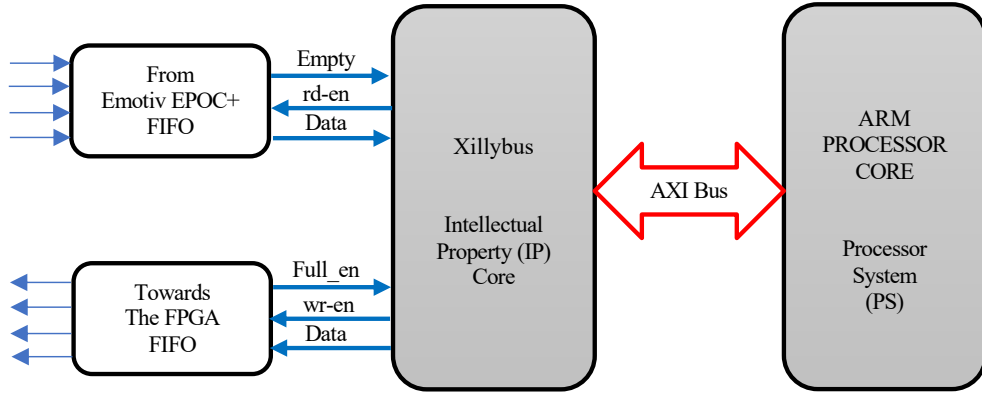 From
Emotiv EPOC+
FIFO
Empty
rd-en
Data
Towards
The FPGA
FIFO
Full_en
wr-en
Data
Xillybus
Intellectual
Property (IP)
Core
AXI Bus
ARM
PROCESSOR
CORE
Processor
System
(PS)